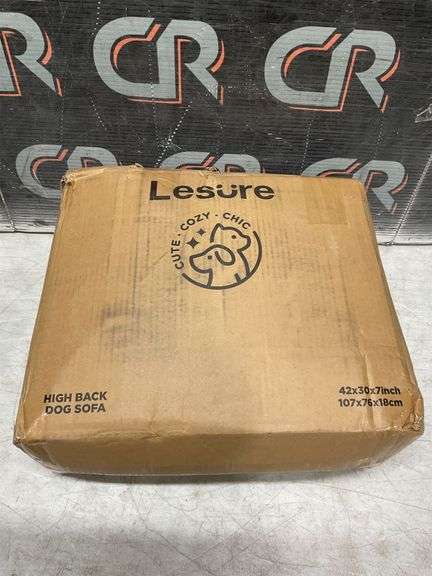 CR CR CR
CR CR CR
Lesure
CUTE · COZY · CHIC
HIGH BACK
DOG SOFA
42x30x7inch
107x76x18cm